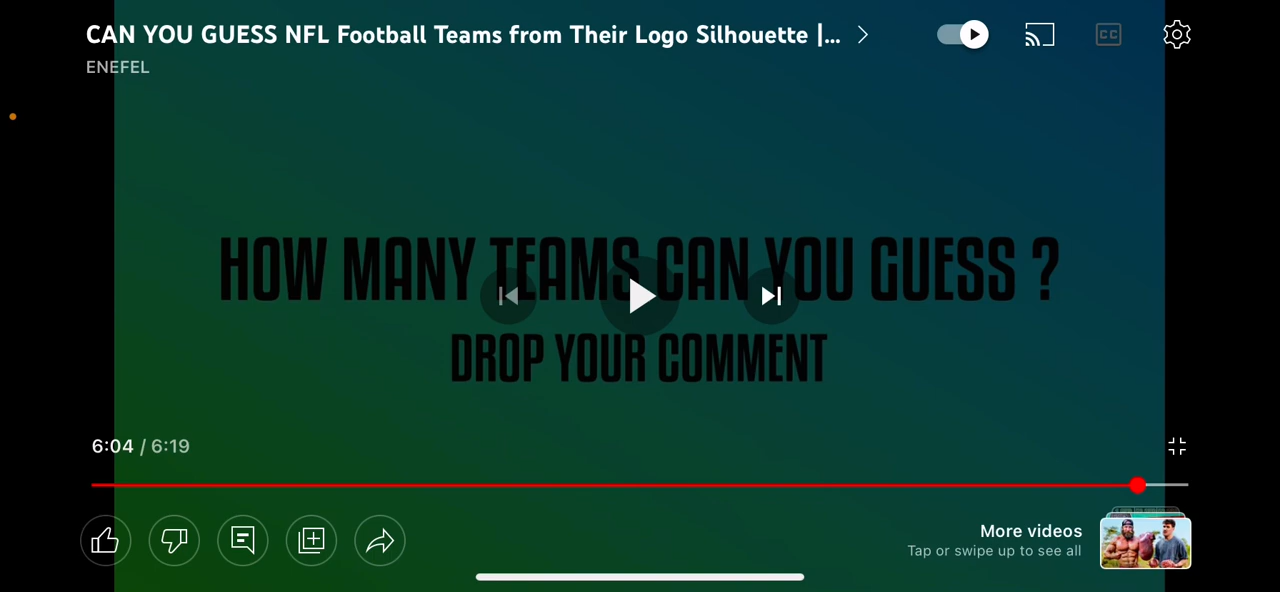 CAN YOU GUESS NFL Football Teams from Their Logo Silhouette |...
ENEFEL
CC
HOW MANY TEAMS CAN YOU GUESS ?
DROP YOUR COMMENT
6:04 / 6:19
More videos
Tap or swipe up to see all